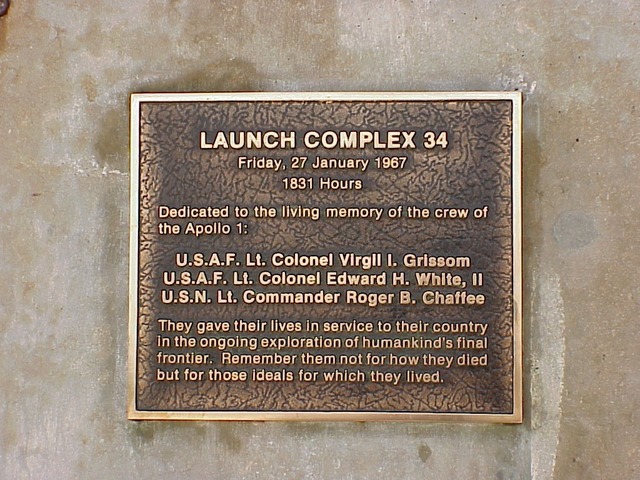 LAUNCH COMPLEX 34
Friday, 27 January 1967
1831 Hours
Dedicated to the living memory of the crew of
the Apollo 1:
U.S.A.F. Lt. Colonel Virgil I. Grissom
U.S.A.F. Lt. Colonel Edward H. White, II
U.S.N. Lt. Commander Roger B. Chaffee
They gave their lives in service to their country
in the ongoing exploration of humankind's final
frontier. Remember them not for how they died
but for those ideals for which they lived.